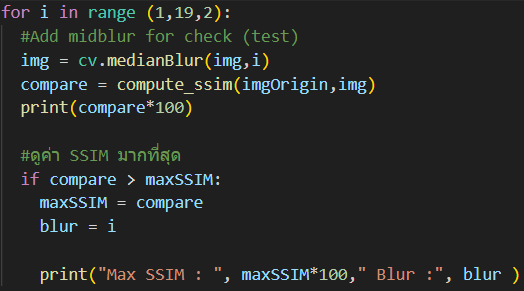 for i in range (1,19,2):
  #Add midblur for check (test)
  img = cv.medianBlur(img,i)
  compare = compute_ssim(imgOrigin,img)
  print(compare*100)

  #ดูค่า SSIM มากที่สุด
  if compare > maxSSIM:
    maxSSIM = compare
    blur = i

    print("Max SSIM : ", maxSSIM*100," Blur :", blur )